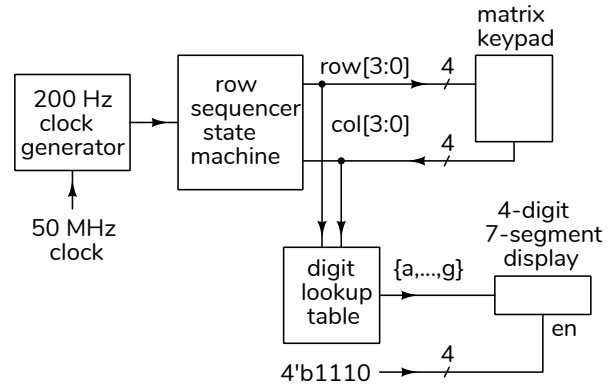 matrix
keypad
row[3:0]
4
200 Hz
clock
generator
row
sequencer
state
machine
col[3:0]
4
50 MHz
clock
4-digit
7-segment
display
digit
lookup
table
{a,...,g}
en
4'b1110
4